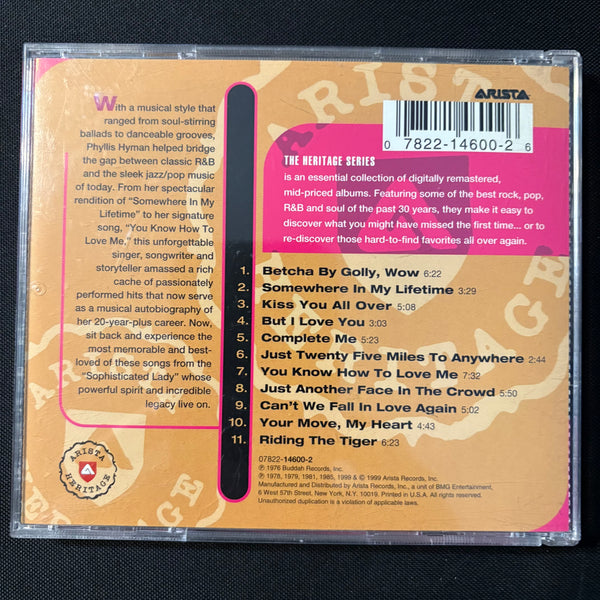 With a musical style that
ranged from soul-stirring
ballads to danceable grooves,
Phyllis Hyman helped bridge
the gap between classic R&B
and the sleek jazz/pop music
of today. From her spectacular
rendition of "Somewhere In My
Lifetime" to her signature
song, "You Know How To
Love Me," this unforgettable
singer, songwriter and
storyteller amassed a rich
cache of passionately
performed hits that now serve
as a musical autobiography of
her 20-year-plus career. Now,
sit back and experience the
most memorable and best-
loved of these songs from the
"Sophisticated Lady" whose
powerful spirit and incredible
legacy live on.
ARISTA
HERITAGE
ARISTA
0 7822-14600-2 6
THE HERITAGE SERIES
is an essential collection of digitally remastered,
mid-priced albums. Featuring some of the best rock, pop,
R&B and soul of the past 30 years, they make it easy to
discover what you might have missed the first time... or to
re-discover those hard-to-find favorites all over again.
1. Betcha By Golly, Wow 6:22
2. Somewhere In My Lifetime 3:29
3. Kiss You All Over 5:08
4. But I Love You 3:03
5. Complete Me 5:23
6. Just Twenty Five Miles To Anywhere 2:44
7. You Know How To Love Me 7:32
8. Just Another Face In The Crowd 5:50
9. Can't We Fall In Love Again 5:02
10. Your Move, My Heart 4:43
11. Riding The Tiger 6:23
07822-14600-2
℗ 1976 Buddah Records, Inc.
℗ 1978, 1979, 1981, 1985, 1999 & © 1999 Arista Records, Inc.
Manufactured and Distributed by Arista Records, Inc., a unit of BMG Entertainment,
6 West 57th Street, New York, N.Y. 10019. Printed in U.S.A. All rights reserved.
Unauthorized duplication is a violation of applicable laws.